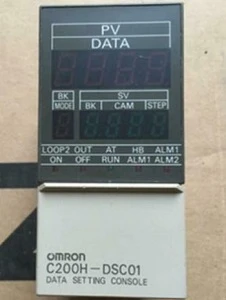 PV
DATA
BK SV
MODE BK CAM STEP
LOOP2 OUT AT HB ALM1
ON OFF RUN ALM1 ALM2
OMRON
C200H-DSC01
DATA SETTING CONSOLE